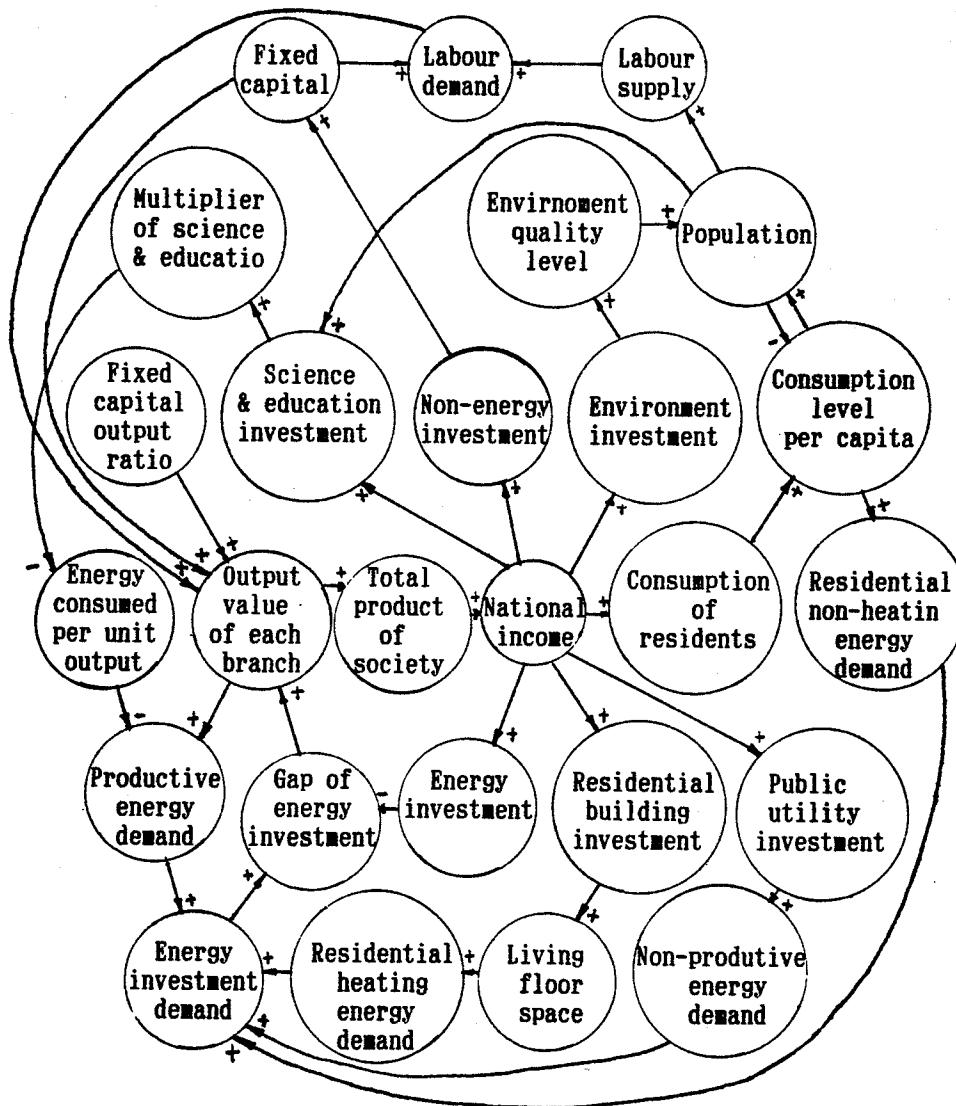 Fixed
capital
Labour
demand
Labour
supply
Multiplier
of science
& educatio
Envirnoment
quality
level
Population
Fixed
capital
output
ratio
Science
& education
investment
Non-energy
investment
Environment
investment
Consumption
level
per capita
Energy
consumed
per unit
output
Output
value
of each
branch
Total
product
of
society
National
income
Consumption
of
residents
Residential
non-heatin
energy
demand
Productive
energy
demand
Gap of
energy
investment
Energy
investment
Residential
building
investment
Public
utility
investment
Energy
investment
demand
Residential
heating
energy
demand
Living
floor
space
Non-produtive
energy
demand